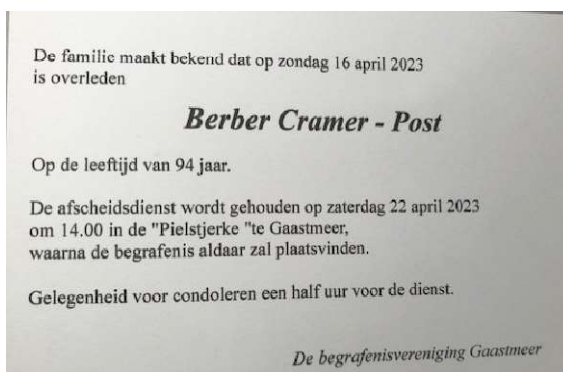 De familie maakt bekend dat op zondag 16 april 2023
is overleden
Berber Cramer - Post
Op de leeftijd van 94 jaar.
De afscheidsdienst wordt gehouden op zaterdag 22 april 2023
om 14.00 in de "Pielstjerke "te Gaastmeer,
waarna de begrafenis aldaar zal plaatsvinden.
Gelegenheid voor condoleren een half uur voor de dienst.
De begrafenisvereniging Gaastmeer